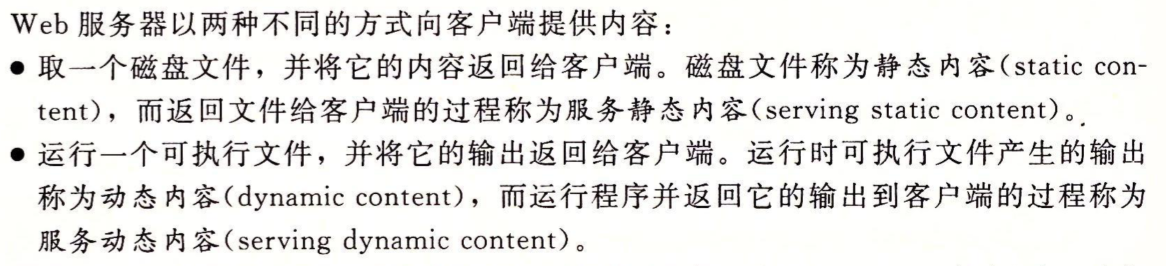 Web 服务器以两种不同的方式向客户端提供内容：
● 取一个磁盘文件，并将它的内容返回给客户端。磁盘文件称为静态内容(static con-
tent)，而返回文件给客户端的过程称为服务静态内容(serving static content)。
● 运行一个可执行文件，并将它的输出返回给客户端。运行时可执行文件产生的输出
称为动态内容(dynamic content)，而运行程序并返回它的输出到客户端的过程称为
服务动态内容(serving dynamic content)。